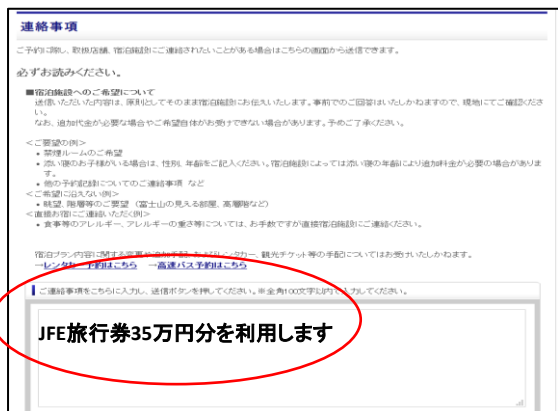 連絡事項
ご予約に際し、取扱店舗、宿泊施設にご連絡されたいことがある場合はこちらの画面から送信できます。
必ずお読みください。
■宿泊施設へのご希望について
送信いただいた内容は、原則としてそのまま宿泊施設にお伝えいたします。事前でのご回答はいたしかねますので、現地にてご確認ください。
なお、追加代金が必要な場合やご希望自体がお受けできない場合があります。予めご了承ください。
＜ご要望の例＞
• 禁煙ルームのご希望
• 添い寝のお子様がいる場合は、性別、年齢をご記入ください。宿泊施設によっては添い寝の年齢により追加料金が必要の場合があります。
• 他の予約記録についてのご連絡事項 など
＜ご希望に沿えない例＞
• 眺望、階層等のご要望（富士山の見える部屋、高層階など）
＜直接お宿にご連絡いただく例＞
• 食事等のアレルギー、アレルギーの重さ等については、お手数ですが直接宿泊施設にご連絡ください。
宿泊プラン内容に関する変更や追加手配、およびレンタカー、観光チケット等の手配についてはお受けいたしかねます。
→レンタカー予約はこちら →高速バス予約はこちら
ご連絡事項をこちらに入力し、送信ボタンを押してください。※全角100文字以内で入力してください。
JFE旅行券35万円分を利用します